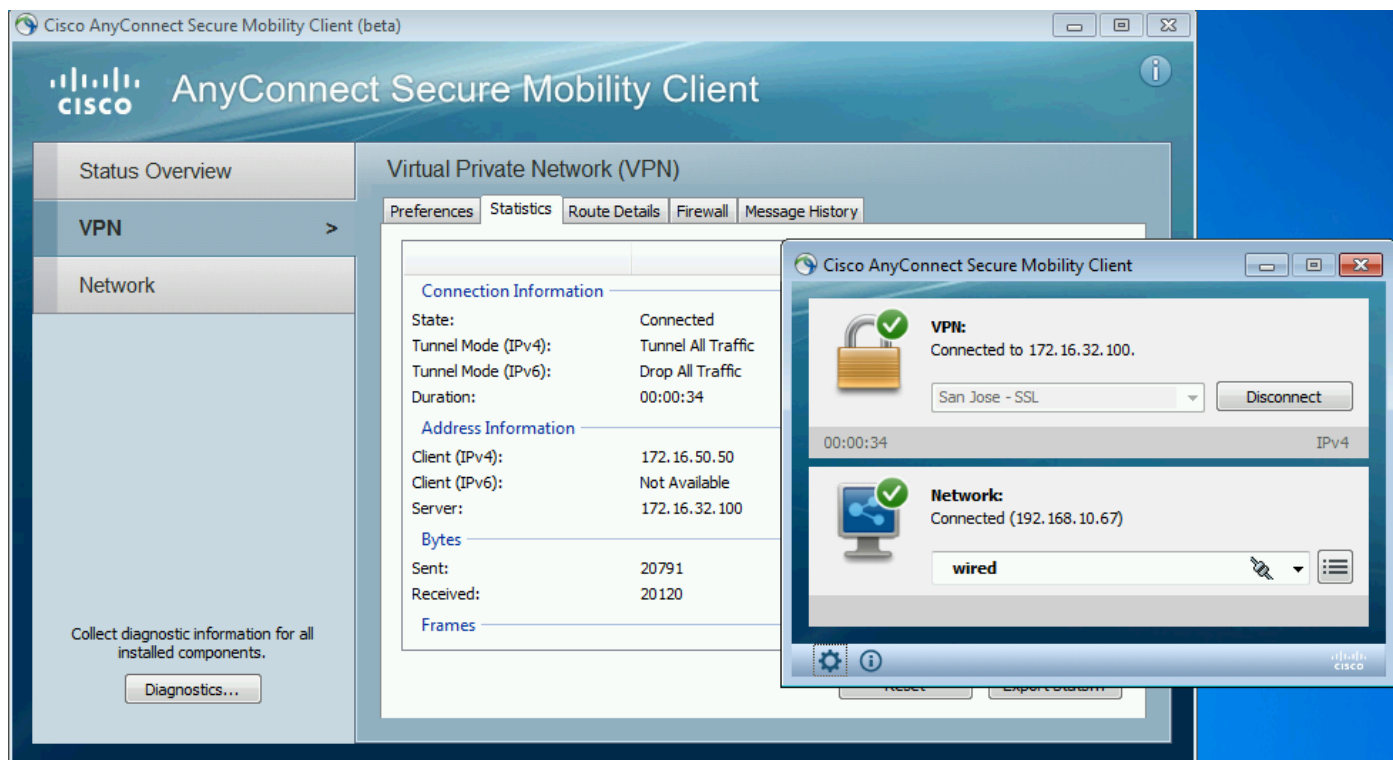 Cisco AnyConnect Secure Mobility Client (beta)
CISCO AnyConnect Secure Mobility Client
Status Overview
VPN >
Network
Collect diagnostic information for all
installed components.
Diagnostics...
Virtual Private Network (VPN)
Preferences Statistics Route Details Firewall Message History
Connection Information
State: Connected
Tunnel Mode (IPv4): Tunnel All Traffic
Tunnel Mode (IPv6): Drop All Traffic
Duration: 00:00:34
Address Information
Client (IPv4): 172.16.50.50
Client (IPv6): Not Available
Server: 172.16.32.100
Bytes
Sent: 20791
Received: 20120
Frames
Cisco AnyConnect Secure Mobility Client
VPN:
Connected to 172.16.32.100.
San Jose - SSL Disconnect
00:00:34 IPv4
Network:
Connected (192.168.10.67)
wired
CISCO